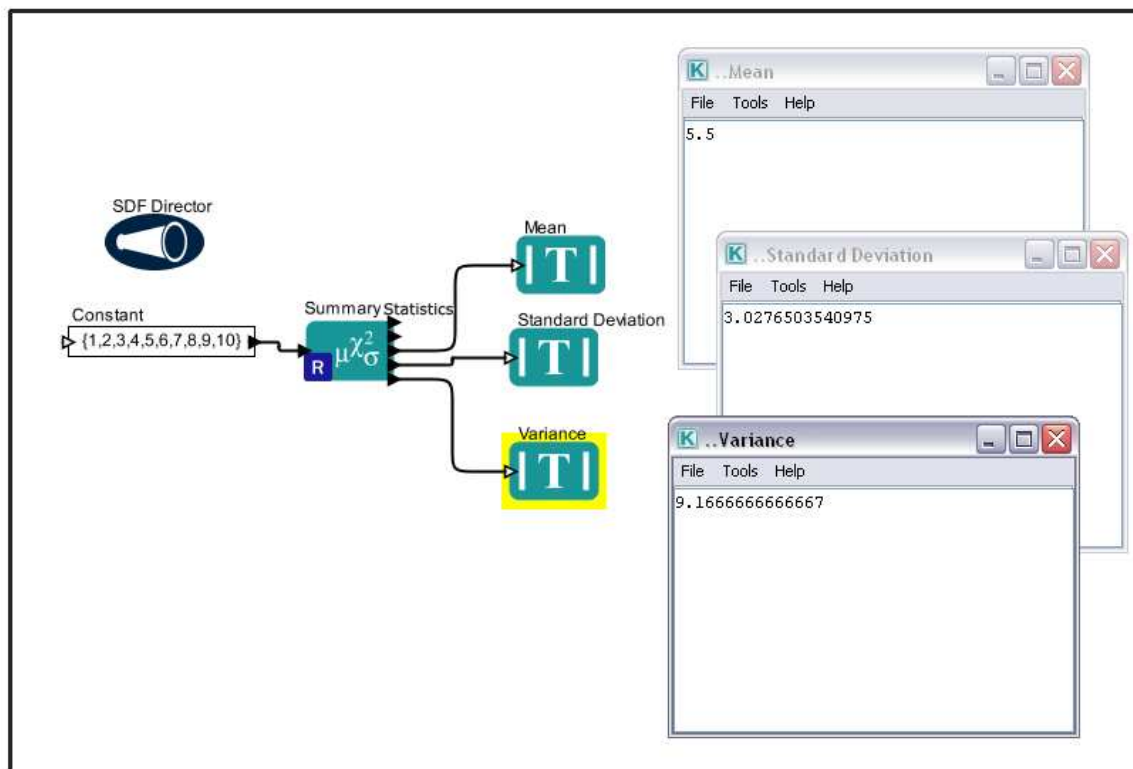 SDF Director
Constant
{1,2,3,4,5,6,7,8,9,10}
Summary Statistics
μχ²σ
R
Mean
T
Standard Deviation
T
Variance
T
K ..Mean
File Tools Help
5.5
K ..Standard Deviation
File Tools Help
3.0276503540975
K ..Variance
File Tools Help
9.1666666666667